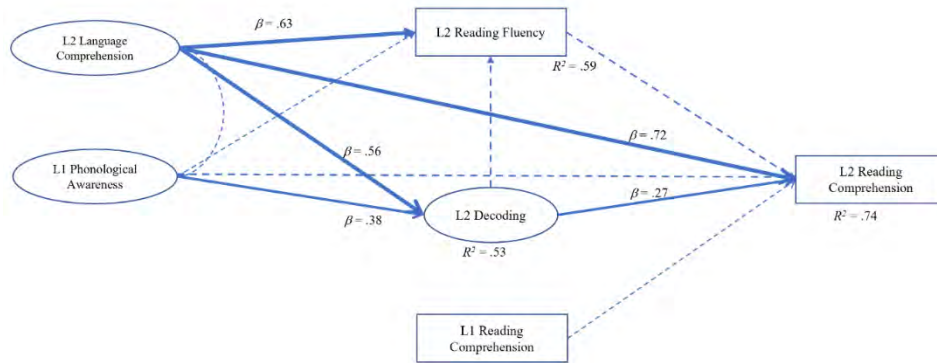 β = .63
L2 Reading Fluency
L2 Language
Comprehension
R² = .59
β = .72
β = .56
L1 Phonological
Awareness
L2 Reading
Comprehension
β = .27
L2 Decoding
β = .38
R² = .74
R² = .53
L1 Reading
Comprehension